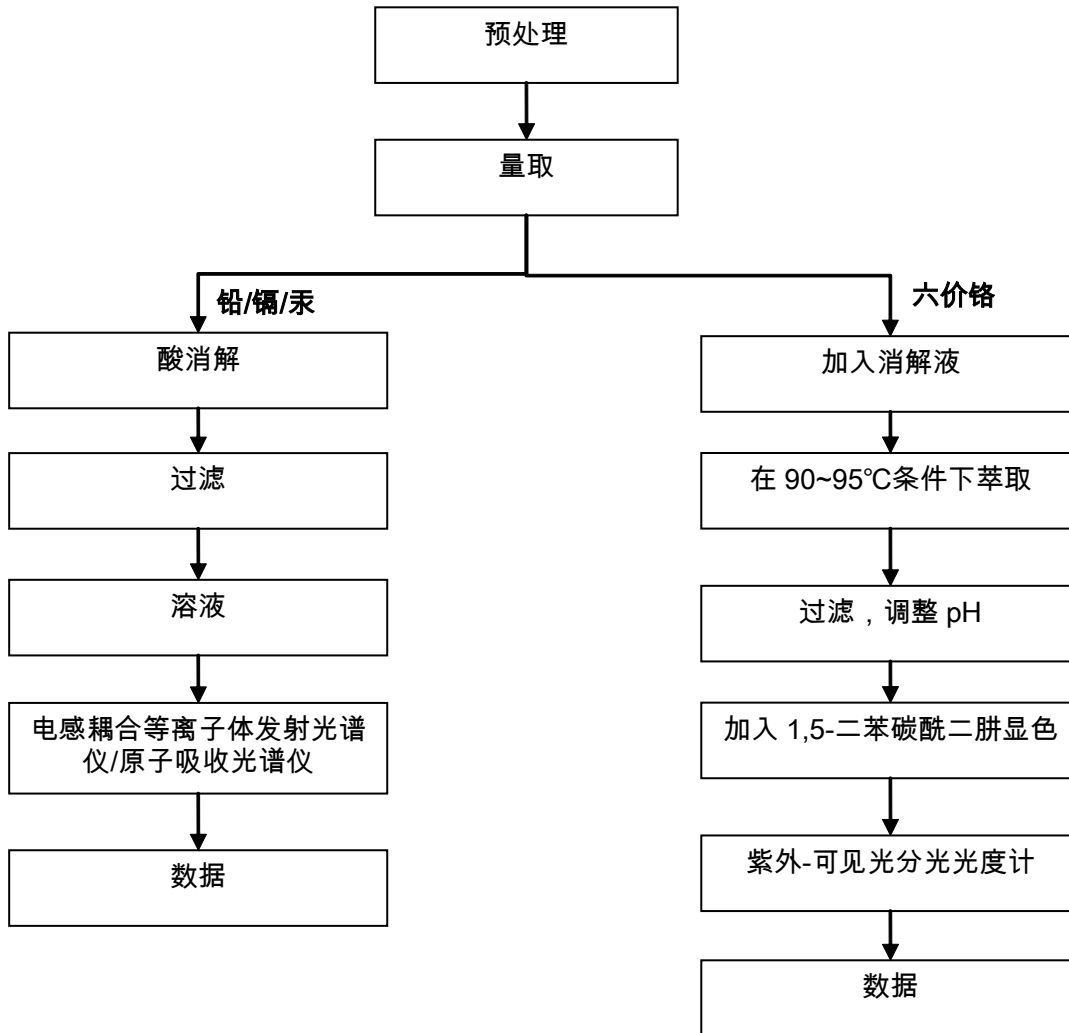 预处理
量取
铅/镉/汞
酸消解
过滤
溶液
电感耦合等离子体发射光谱
仪/原子吸收光谱仪
数据
六价铬
加入消解液
在 90~95℃条件下萃取
过滤，调整 pH
加入 1,5-二苯碳酰二肼显色
紫外-可见光分光光度计
数据